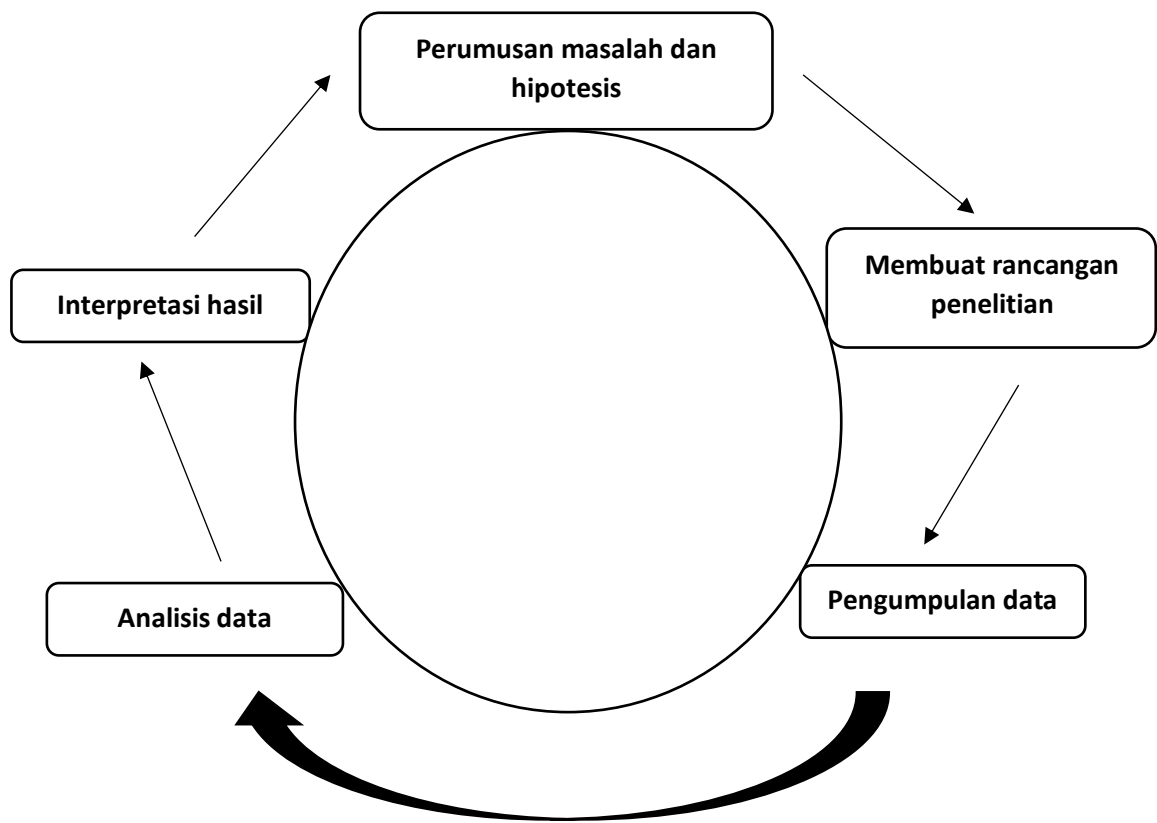 Perumusan masalah dan
hipotesis
Membuat rancangan
penelitian
Interpretasi hasil
Pengumpulan data
Analisis data